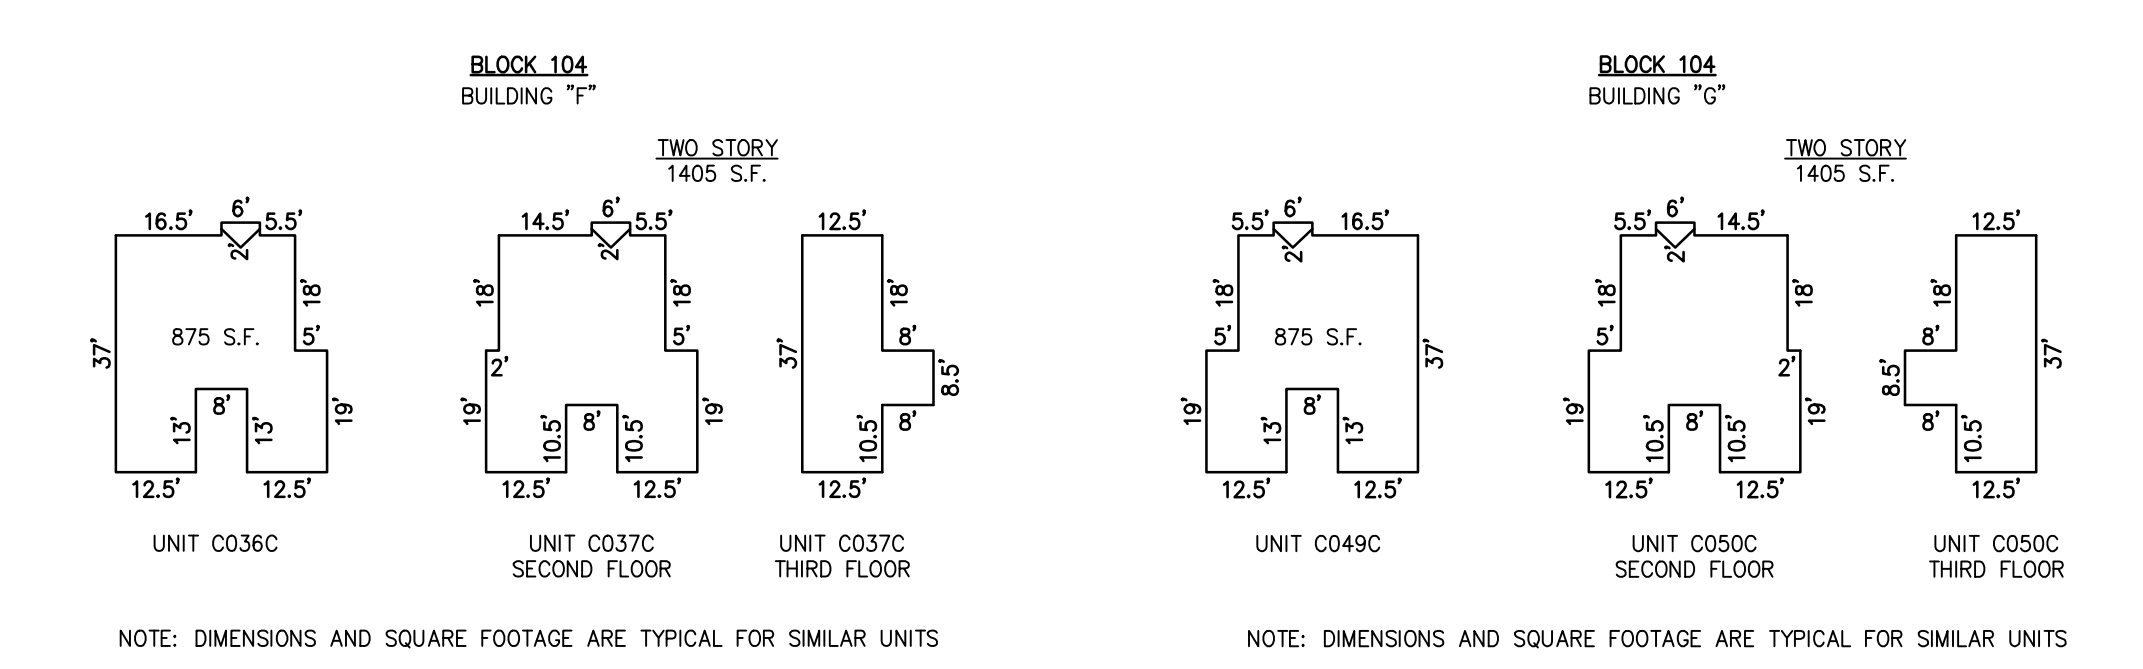 BLOCK 104
BUILDING "F"
TWO STORY
1405 S.F.
16.5' 6' 5.5'
2'
18'
875 S.F. 5'
37'
8'
13' 13' 19'
12.5' 12.5'
UNIT C036C
14.5' 6' 5.5'
2'
18' 18'
5'
2'
19' 8' 19'
10.5' 10.5'
12.5' 12.5'
UNIT C037C
SECOND FLOOR
12.5'
18'
37' 8'
8.5'
8'
10.5'
12.5'
UNIT C037C
THIRD FLOOR
NOTE: DIMENSIONS AND SQUARE FOOTAGE ARE TYPICAL FOR SIMILAR UNITS
BLOCK 104
BUILDING "G"
TWO STORY
1405 S.F.
5.5' 6' 16.5'
2'
18'
5' 875 S.F.
37'
8'
19' 13' 13'
12.5' 12.5'
UNIT C049C
5.5' 6' 14.5'
2'
18' 18'
5'
2'
19' 8' 19'
10.5' 10.5'
12.5' 12.5'
UNIT C050C
SECOND FLOOR
12.5'
18'
8' 37'
8.5'
8'
10.5'
12.5'
UNIT C050C
THIRD FLOOR
NOTE: DIMENSIONS AND SQUARE FOOTAGE ARE TYPICAL FOR SIMILAR UNITS